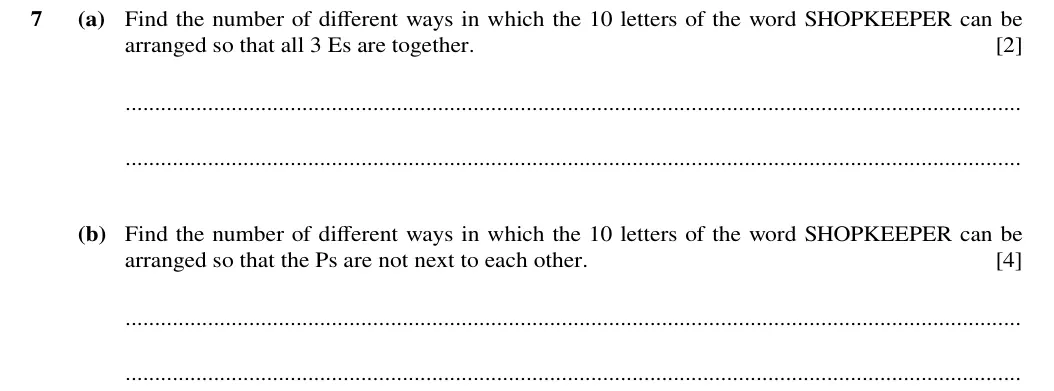 7 (a) Find the number of different ways in which the 10 letters of the word SHOPKEEPER can be
arranged so that all 3 Es are together. [2]
....................................................................................................
....................................................................................................
(b) Find the number of different ways in which the 10 letters of the word SHOPKEEPER can be
arranged so that the Ps are not next to each other. [4]
....................................................................................................
....................................................................................................